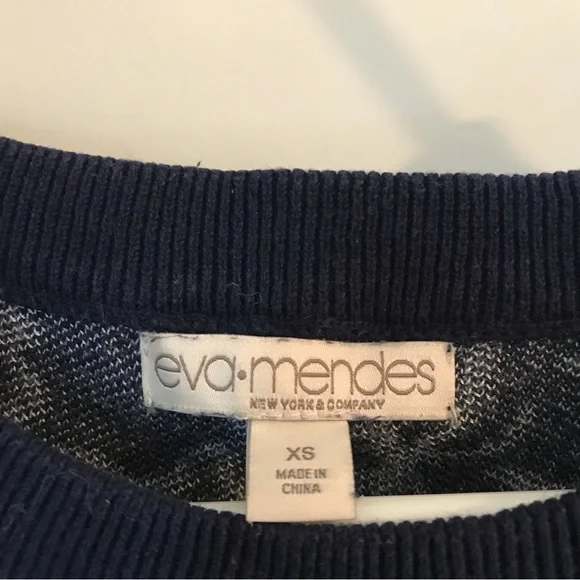 eva•mendes
NEW YORK & COMPANY
XS
MADE IN
CHINA